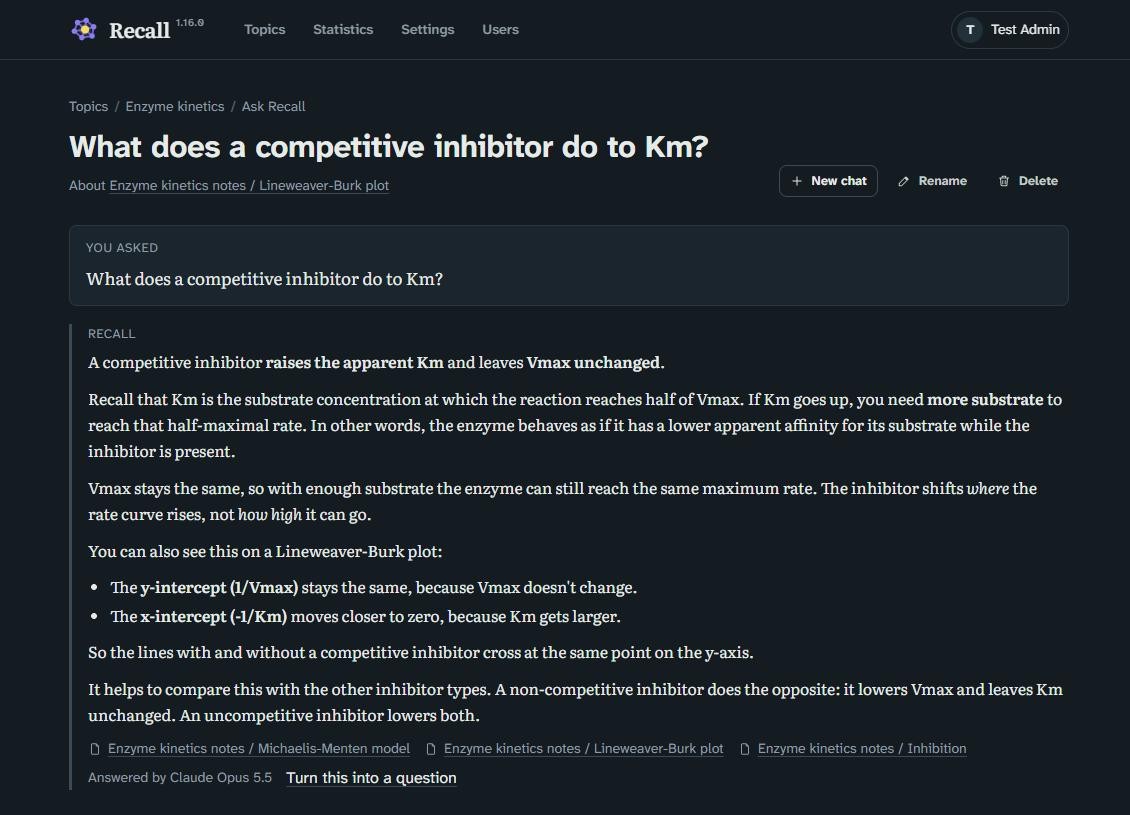 Recall 1.16.0 Topics Statistics Settings Users T Test Admin
Topics / Enzyme kinetics / Ask Recall
What does a competitive inhibitor do to Km?
About Enzyme kinetics notes / Lineweaver-Burk plot
New chat Rename Delete
YOU ASKED
What does a competitive inhibitor do to Km?
RECALL
A competitive inhibitor raises the apparent Km and leaves Vmax unchanged.
Recall that Km is the substrate concentration at which the reaction reaches half of Vmax. If Km goes up, you need more substrate to
reach that half-maximal rate. In other words, the enzyme behaves as if it has a lower apparent affinity for its substrate while the
inhibitor is present.
Vmax stays the same, so with enough substrate the enzyme can still reach the same maximum rate. The inhibitor shifts where the
rate curve rises, not how high it can go.
You can also see this on a Lineweaver-Burk plot:
• The y-intercept (1/Vmax) stays the same, because Vmax doesn't change.
• The x-intercept (-1/Km) moves closer to zero, because Km gets larger.
So the lines with and without a competitive inhibitor cross at the same point on the y-axis.
It helps to compare this with the other inhibitor types. A non-competitive inhibitor does the opposite: it lowers Vmax and leaves Km
unchanged. An uncompetitive inhibitor lowers both.
Enzyme kinetics notes / Michaelis-Menten model Enzyme kinetics notes / Lineweaver-Burk plot Enzyme kinetics notes / Inhibition
Answered by Claude Opus 5.5 Turn this into a question